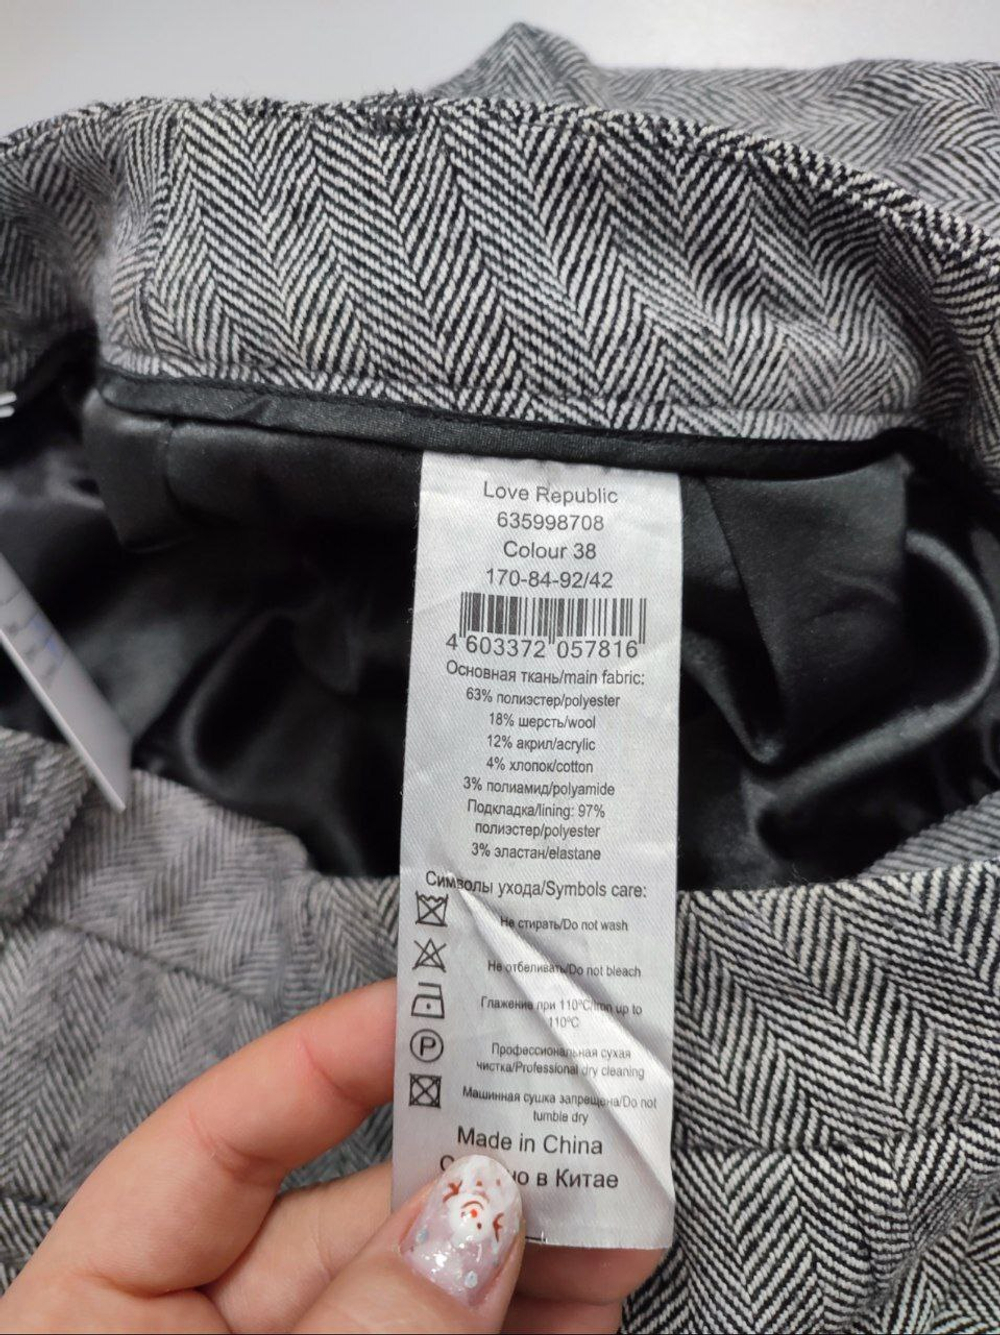 Love Republic
635998708
Colour 38
170-84-92/42
4 603372 057816
Основная ткань/main fabric:
63% полиэстер/polyester
18% шерсть/wool
12% акрил/acrylic
4% хлопок/cotton
3% полиамид/polyamide
Подкладка/lining: 97%
полиэстер/polyester
3% эластан/elastane
Символы ухода/Symbols care:
Не стирать/Do not wash
Не отбеливать/Do not bleach
Глажение при 110°C/Iron up to
110°C
P
Профессиональная сухая
чистка/Professional dry cleaning
Машинная сушка запрещена/Do not
tumble dry
Made in China
в Китае